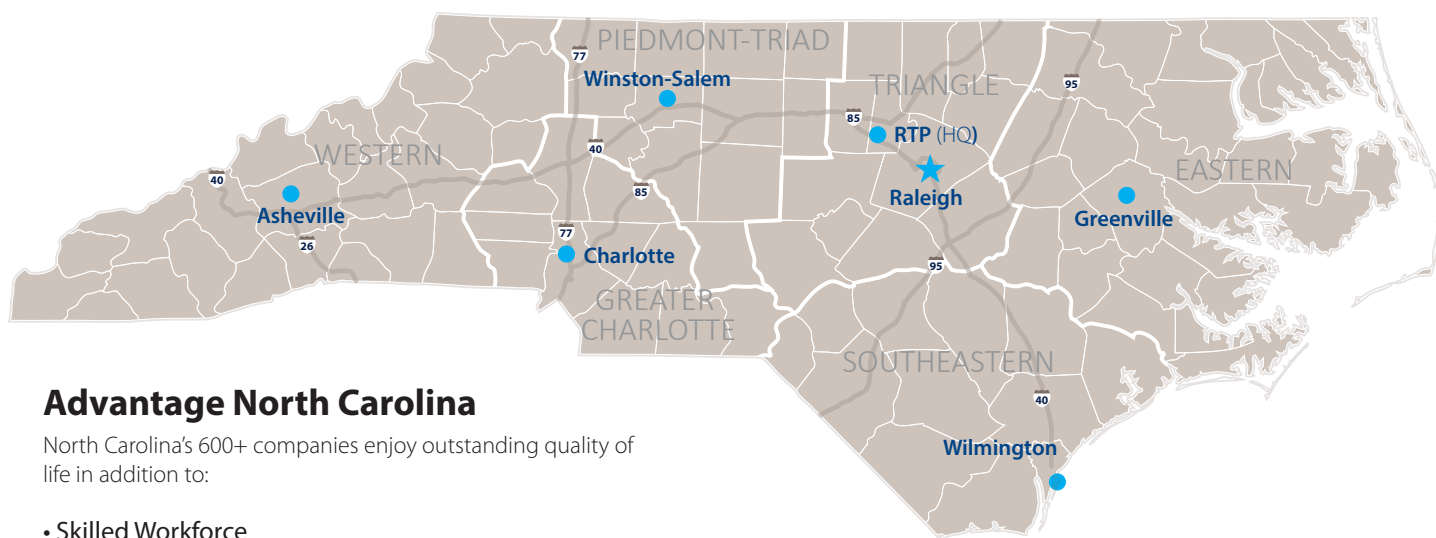 PIEDMONT-TRIAD
77
Winston-Salem
TRIANGLE
95
85
RTP (HQ)
40
WESTERN
EASTERN
40
85
Raleigh
Asheville
Greenville
26
77
Charlotte
95
GREATER
CHARLOTTE
SOUTHEASTERN
40
Wilmington
Advantage North Carolina
North Carolina’s 600+ companies enjoy outstanding quality of
life in addition to:
• Skilled Workforce